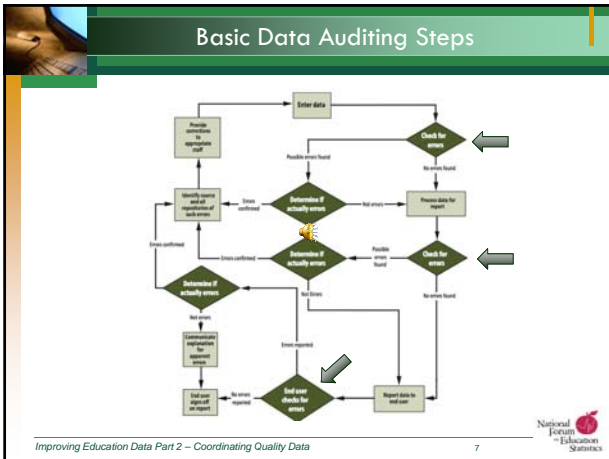 Basic Data Auditing Steps
Enter data
Provide
corrections
to
appropriate
staff
Check for
errors
Possible errors found
No errors found
Identify source
and all
repositories of
such errors
Errors
confirmed
Determine if
actually errors
Not errors
Process data for
report
Errors confirmed
Errors confirmed
Determine if
actually errors
Possible
errors
found
Check for
errors
Determine if
actually errors
Not Errors
No errors found
Not errors
Communicate
explanation
for
apparent
errors
Errors reported
End user
signs off
on report
No errors
reported
End user
checks for
errors
Report data to
end user
Improving Education Data Part 2 – Coordinating Quality Data
7
National
Forum
on Education
Statistics